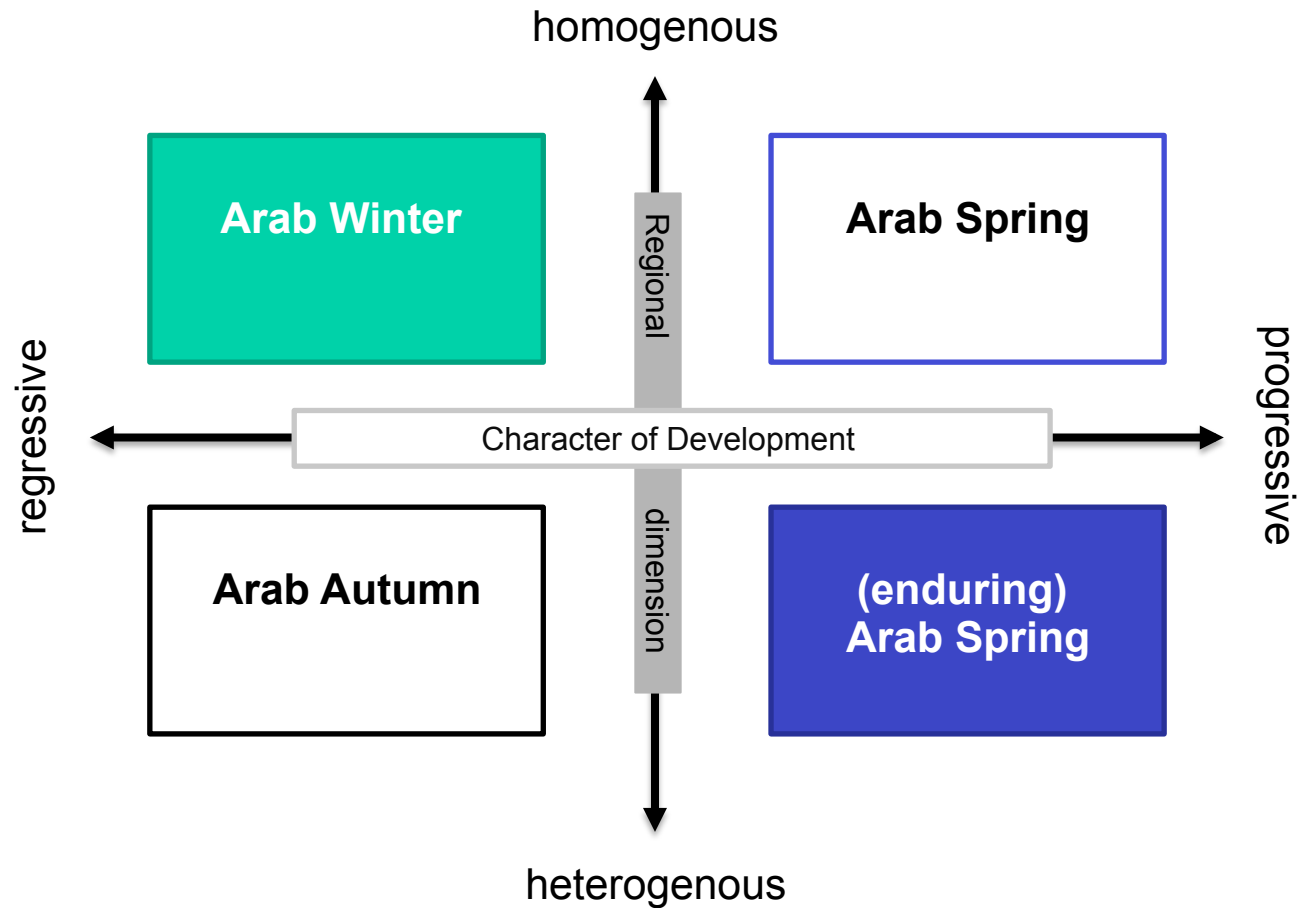 homogenous
Arab Winter
Arab Spring
Regional
regressive
Character of Development
progressive
dimension
Arab Autumn
(enduring)
Arab Spring
heterogenous